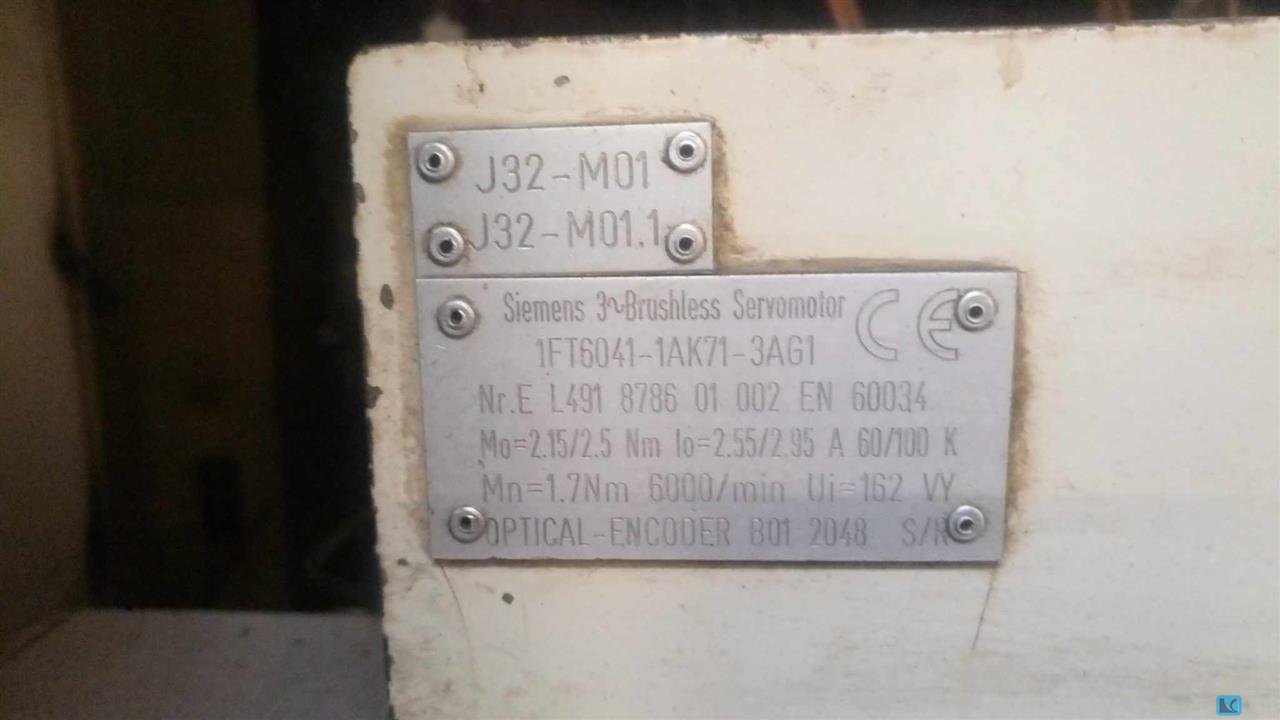 J32-M01
J32-M01.1
Siemens 3~Brushless Servomotor CE
1FT6041-1AK71-3AG1
Nr.E L491 8786 01 002 EN 60034
Mo=2.15/2.5 Nm Io=2.55/2.95 A 60/100 K
Mn=1.7Nm 6000/min Ui=162 VY
OPTICAL-ENCODER B01 2048 S/R